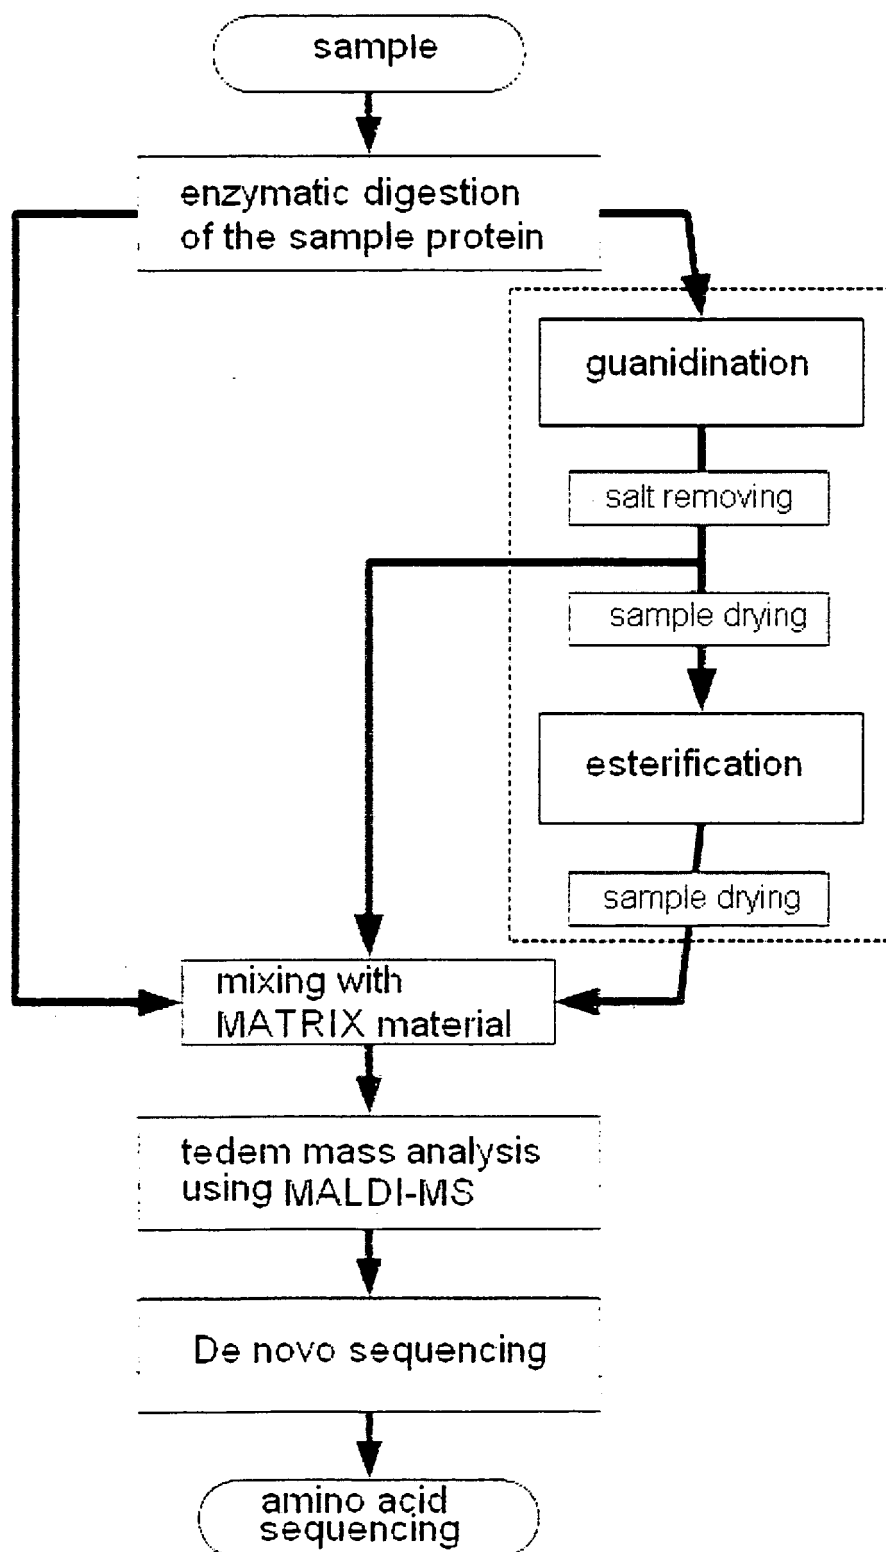 sample
enzymatic digestion
of the sample protein
guanidination
salt removing
sample drying
esterification
sample drying
mixing with
MATRIX material
tedem mass analysis
using MALDI-MS
De novo sequencing
amino acid
sequencing